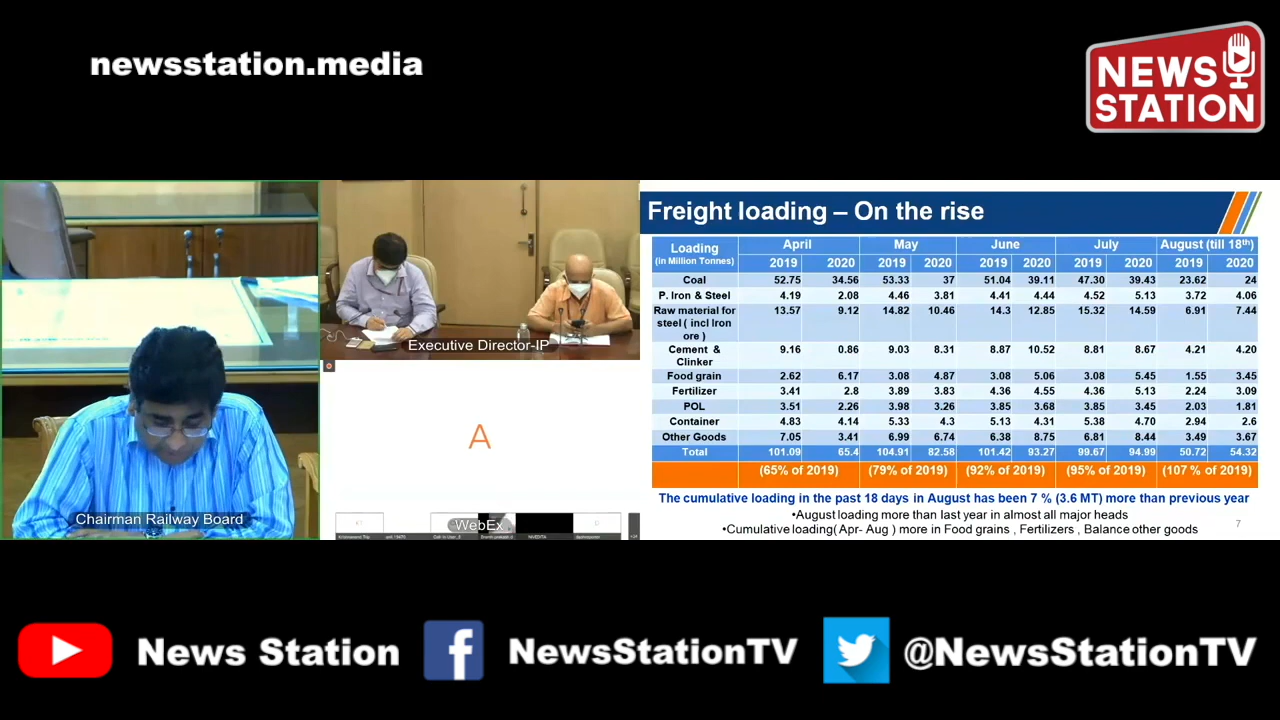 newsstation.media
NEWS
STATION
Executive Director-IP
Chairman Railway Board
A
WebEx
NIVEDITA
Freight loading – On the rise
Loading (in Million Tonnes) April May June July August (till 18th)
2019 2020 2019 2020 2019 2020 2019 2020 2019 2020
Coal 52.75 34.56 53.33 37 51.04 39.11 47.30 39.43 23.62 24
P. Iron & Steel 4.19 2.08 4.46 3.81 4.41 4.44 4.52 5.13 3.72 4.06
Raw material for steel ( incl Iron ore ) 13.57 9.12 14.82 10.46 14.3 12.85 15.32 14.59 6.91 7.44
Cement & Clinker 9.16 0.86 9.03 8.31 8.87 10.52 8.81 8.67 4.21 4.20
Food grain 2.62 6.17 3.08 4.87 3.08 5.06 3.08 5.45 1.55 3.45
Fertilizer 3.41 2.8 3.89 3.83 4.36 4.55 4.36 5.13 2.24 3.09
POL 3.51 2.26 3.98 3.26 3.85 3.68 3.85 3.45 2.03 1.81
Container 4.83 4.14 5.33 4.3 5.13 4.31 5.38 4.70 2.94 2.6
Other Goods 7.05 3.41 6.99 6.74 6.38 8.75 6.81 8.44 3.49 3.67
Total 101.09 65.4 104.91 82.58 101.42 93.27 99.67 94.99 50.72 54.32
(65% of 2019) (79% of 2019) (92% of 2019) (95% of 2019) (107 % of 2019)
The cumulative loading in the past 18 days in August has been 7 % (3.6 MT) more than previous year
•August loading more than last year in almost all major heads
•Cumulative loading( Apr- Aug ) more in Food grains , Fertilizers , Balance other goods
7
News Station
NewsStationTV
@NewsStationTV